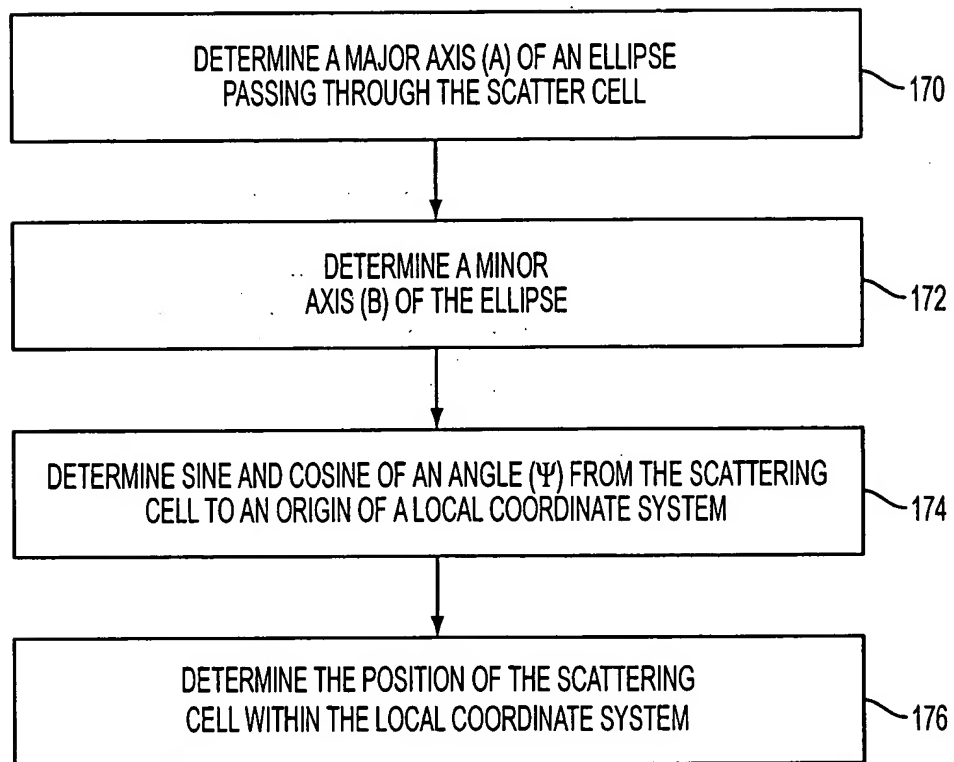 DETERMINE A MAJOR AXIS (A) OF AN ELLIPSE
PASSING THROUGH THE SCATTER CELL
170
DETERMINE A MINOR
AXIS (B) OF THE ELLIPSE
172
DETERMINE SINE AND COSINE OF AN ANGLE (Ψ) FROM THE SCATTERING
CELL TO AN ORIGIN OF A LOCAL COORDINATE SYSTEM
174
DETERMINE THE POSITION OF THE SCATTERING
CELL WITHIN THE LOCAL COORDINATE SYSTEM
176